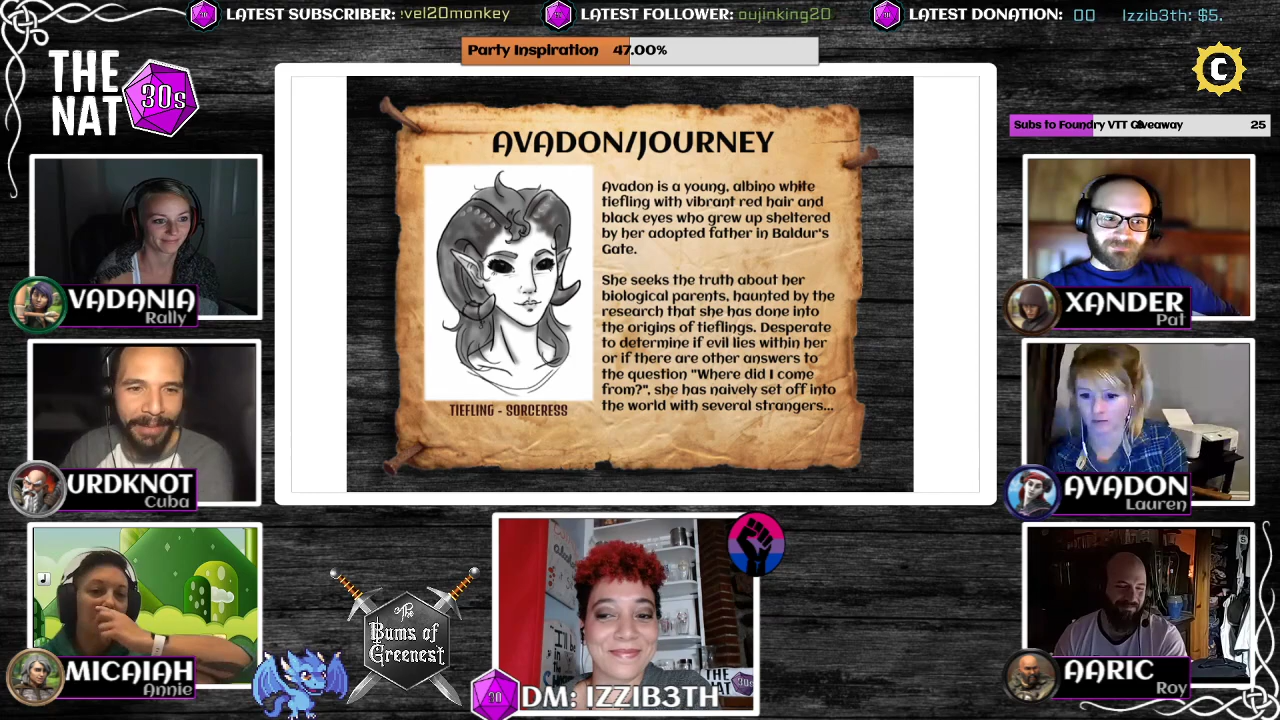 LATEST SUBSCRIBER: vel20monkey
LATEST FOLLOWER: oujinking20
LATEST DONATION: 00 Izzib3th: $5.
Party Inspiration 47.00%
THE
NAT 30s
C
Subs to Foundry VTT Giveaway 25
AVADON/JOURNEY
Avadon is a young, albino white
tiefling with vibrant red hair and
black eyes who grew up sheltered
by her adopted father in Baldur's
Gate.
She seeks the truth about her
biological parents, haunted by the
research that she has done into
the origins of tieflings. Desperate
to determine if evil lies within her
or if there are other answers to
the question "Where did I come
from?", she has naively set off into
the world with several strangers...
TIEFLING - SORCERESS
VADANIA
Rally
XANDER
Pat
URDKNOT
Cuba
AVADON
Lauren
MICAIAH
Annie
The
Bums of
Greenest
THE
NAT 30s
20
DM: IZZIB3TH
AARIC
Roy